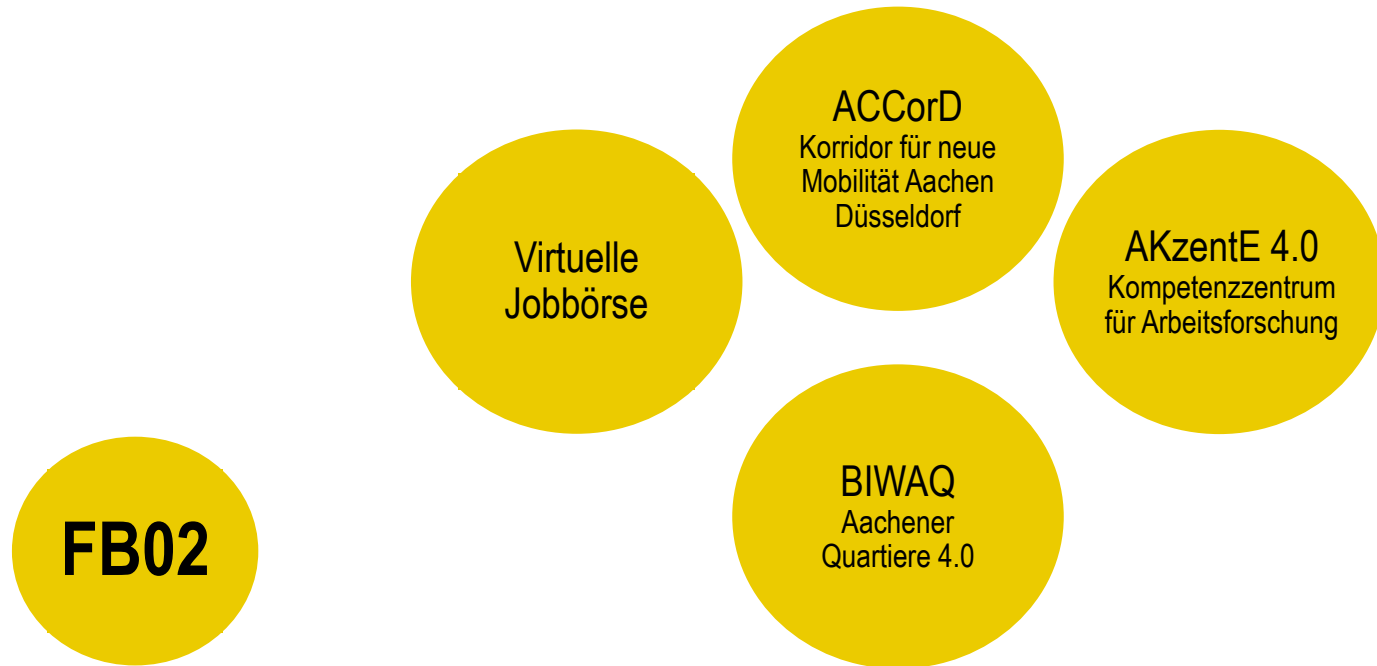 ACCorD
Korridor für neue
Mobilität Aachen
Düsseldorf
Virtuelle
Jobbörse
AKzentE 4.0
Kompetenzzentrum
für Arbeitsforschung
BIWAQ
Aachener
Quartiere 4.0
FB02